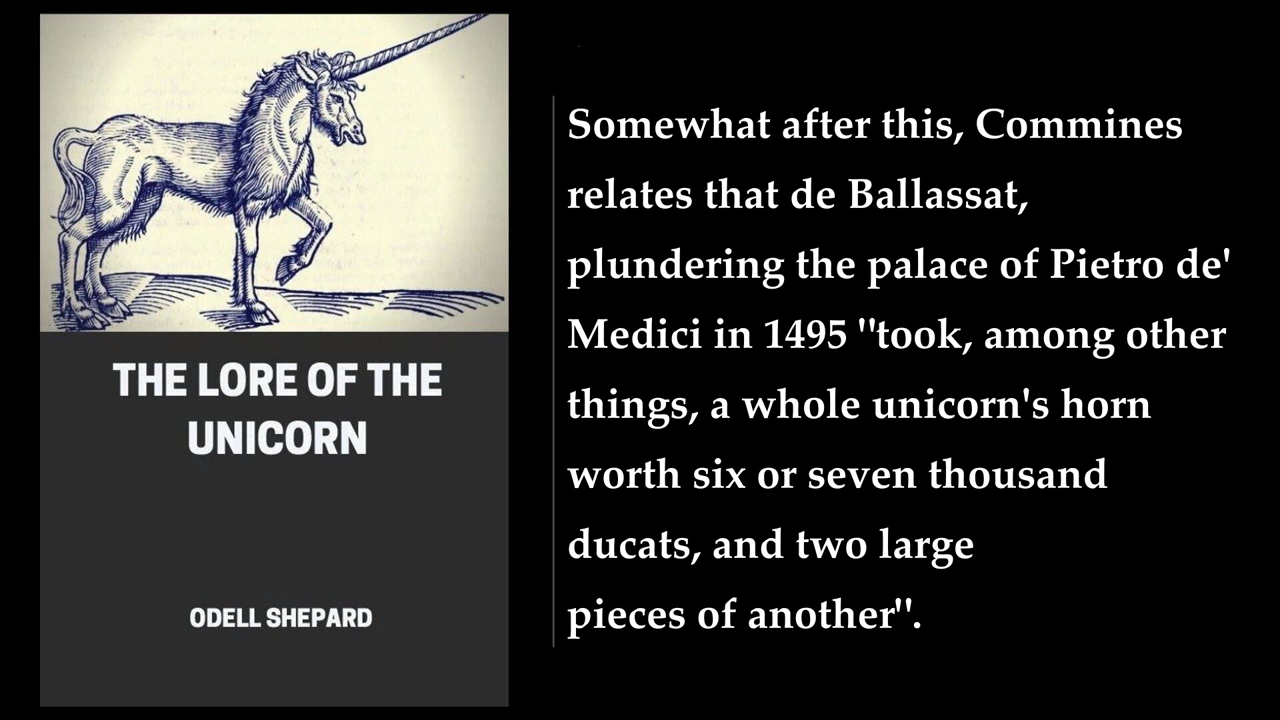 THE LORE OF THE
UNICORN
ODELL SHEPARD
Somewhat after this, Commines
relates that de Ballassat,
plundering the palace of Pietro de'
Medici in 1495 "took, among other
things, a whole unicorn's horn
worth six or seven thousand
ducats, and two large
pieces of another".